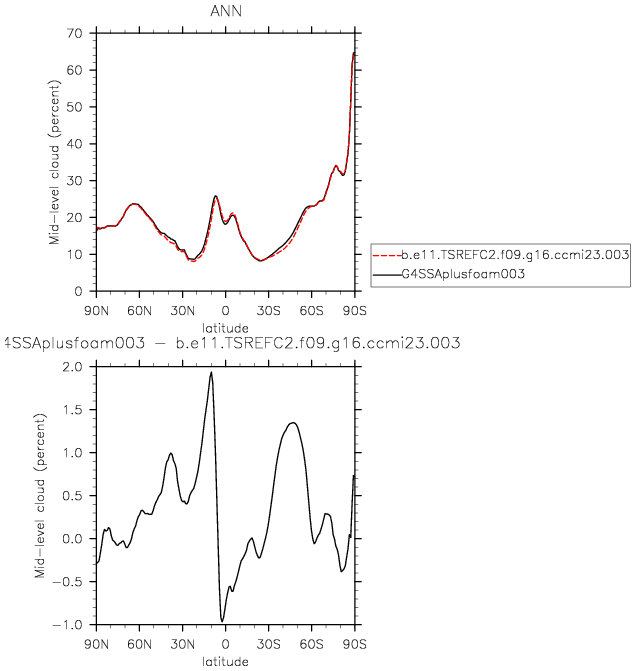 ANN
70
60
50
40
30
20
10
0
Mid-level cloud (percent)
90N 60N 30N 0 30S 60S 90S
latitude
b.e11.TSREFC2.f09.g16.ccmi23.003
G4SSAplusfoam003
4SSAplusfoam003 - b.e11.TSREFC2.f09.g16.ccmi23.003
2.0
1.5
1.0
0.5
0.0
-0.5
-1.0
Mid-level cloud (percent)
90N 60N 30N 0 30S 60S 90S
latitude